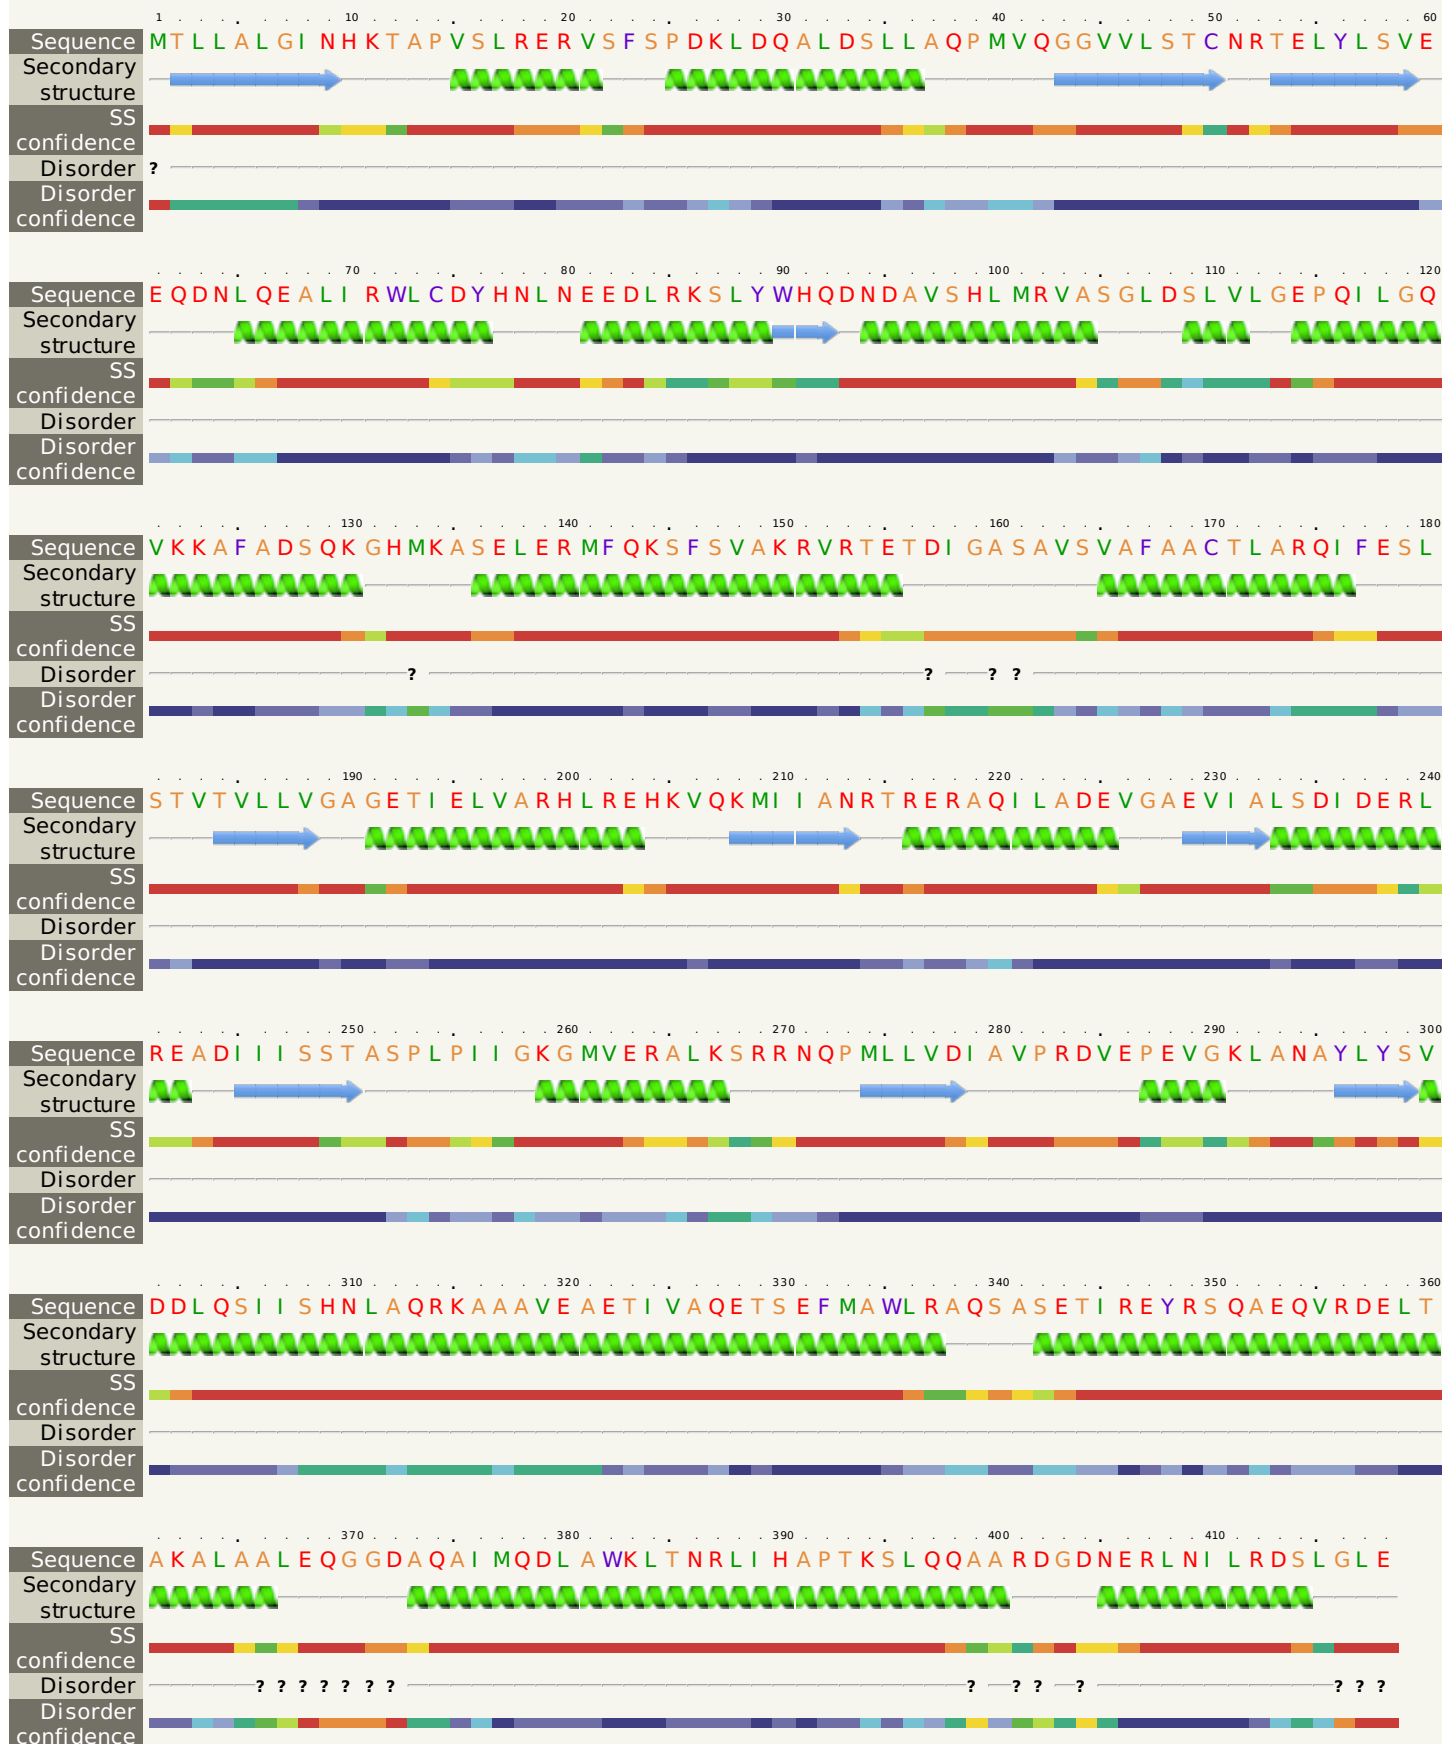 1 10 20 30 40 50 60
Sequence MTLLALGINHKTAPVSLRERVSFSPDKLDQALDSLLAQPMVQGGVVLSTCNRTELYLSVE
Secondary
structure
SS
confidence
Disorder ?
Disorder
confidence
70 80 90 100 110 120
Sequence EQDNLQEALIRWLCDYHNLNEEDLRKSLYWHQDNDAVSHLMRVASGLDSLVLGEPQILGQ
Secondary
structure
SS
confidence
Disorder
Disorder
confidence
130 140 150 160 170 180
Sequence VKKAFADSQKGHMKASELERMFQKSFSVAKRVRTETDIGASAVSVAFAACTLARQIFESL
Secondary
structure
SS
confidence
Disorder ? ? ? ?
Disorder
confidence
190 200 210 220 230 240
Sequence STVTVLLVGAGETIELVARHLREHKVQKMIIANRTRERAQILADEVGAEVIALSDIDERL
Secondary
structure
SS
confidence
Disorder
Disorder
confidence
250 260 270 280 290 300
Sequence READIIISSTASPLPIIGKGMVERALKSRRNQPMLLVDIAVPRDVEPEVGKLANAYLYSV
Secondary
structure
SS
confidence
Disorder
Disorder
confidence
310 320 330 340 350 360
Sequence DDLQSIISHNLAQRKAAAVEAETIVAQETSEFMAWLRAQSASETIREYRSQAEQVRDELT
Secondary
structure
SS
confidence
Disorder
Disorder
confidence
370 380 390 400 410
Sequence AKALAALEQGGDAQAIMQDLAWKLTNRLIHAPTKSLQQAARDGDNERLNILRDSLGLE
Secondary
structure
SS
confidence
Disorder ? ? ? ? ? ? ? ? ? ? ? ? ? ?
Disorder
confidence